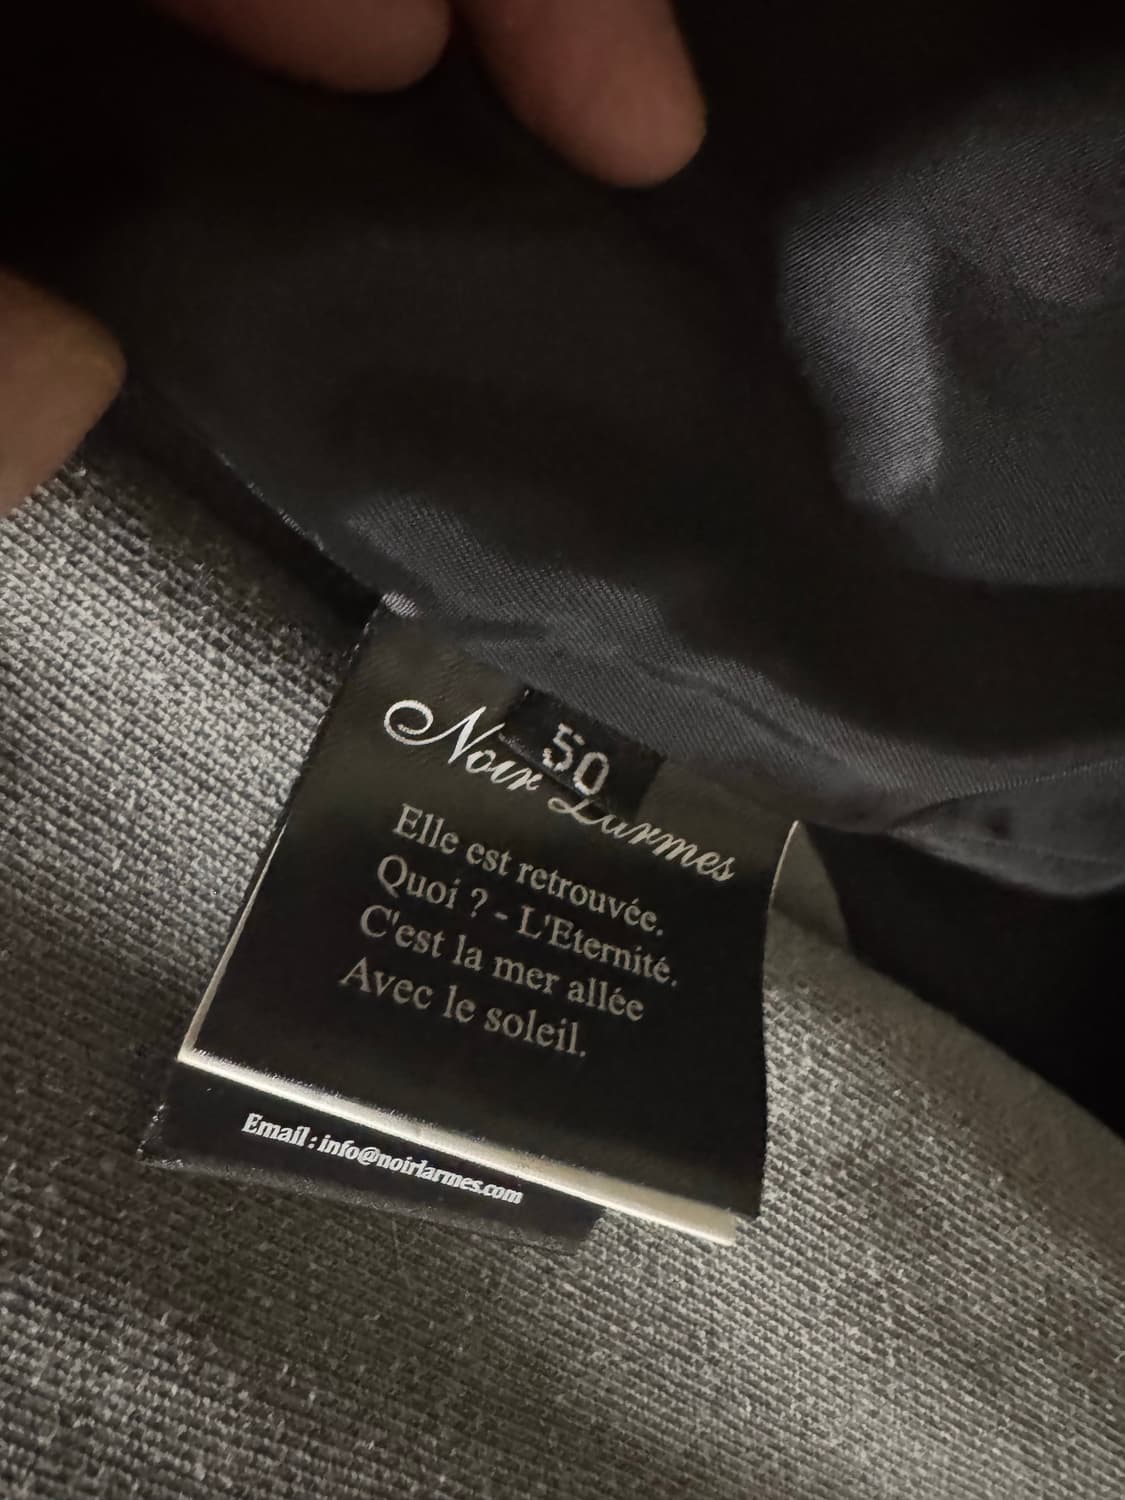 50
Noir Larmes
Elle est retrouvée.
Quoi ? - L'Eternité.
C'est la mer allée
Avec le soleil.
Email : info@noirlarmes.com